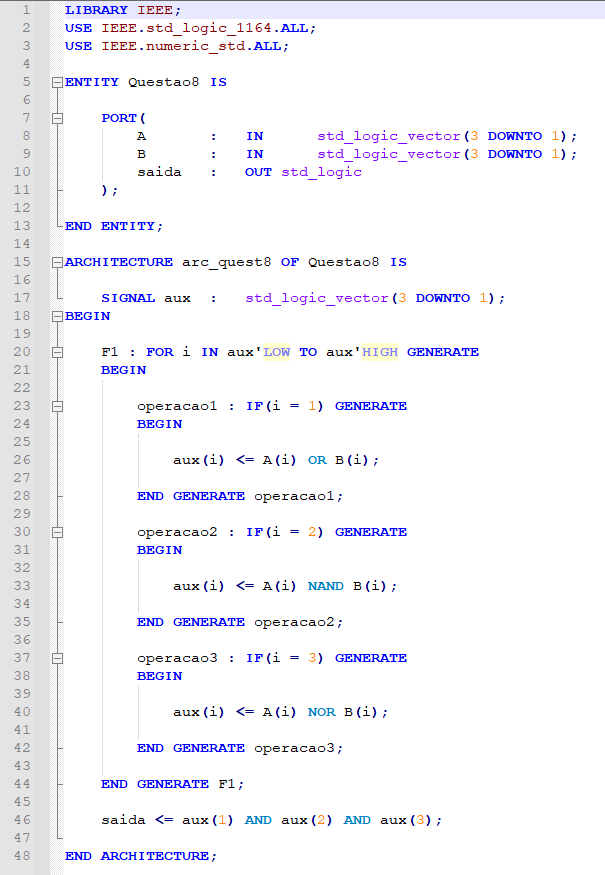 1 LIBRARY IEEE;
2 USE IEEE.std_logic_1164.ALL;
3 USE IEEE.numeric_std.ALL;
4
5 ENTITY Questao8 IS
6
7 PORT(
8 A : IN std_logic_vector(3 DOWNTO 1);
9 B : IN std_logic_vector(3 DOWNTO 1);
10 saida : OUT std_logic
11 );
12
13 END ENTITY;
14
15 ARCHITECTURE arc_quest8 OF Questao8 IS
16
17 SIGNAL aux : std_logic_vector(3 DOWNTO 1);
18 BEGIN
19
20 F1 : FOR i IN aux'LOW TO aux'HIGH GENERATE
21 BEGIN
22
23 operacao1 : IF(i = 1) GENERATE
24 BEGIN
25
26 aux(i) <= A(i) OR B(i);
27
28 END GENERATE operacao1;
29
30 operacao2 : IF(i = 2) GENERATE
31 BEGIN
32
33 aux(i) <= A(i) NAND B(i);
34
35 END GENERATE operacao2;
36
37 operacao3 : IF(i = 3) GENERATE
38 BEGIN
39
40 aux(i) <= A(i) NOR B(i);
41
42 END GENERATE operacao3;
43
44 END GENERATE F1;
45
46 saida <= aux(1) AND aux(2) AND aux(3);
47
48 END ARCHITECTURE;